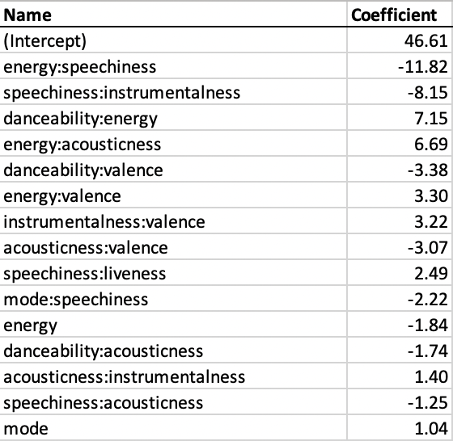 Name Coefficient
(Intercept) 46.61
energy:speechiness -11.82
speechiness:instrumentalness -8.15
danceability:energy 7.15
energy:acousticness 6.69
danceability:valence -3.38
energy:valence 3.30
instrumentalness:valence 3.22
acousticness:valence -3.07
speechiness:liveness 2.49
mode:speechiness -2.22
energy -1.84
danceability:acousticness -1.74
acousticness:instrumentalness 1.40
speechiness:acousticness -1.25
mode 1.04